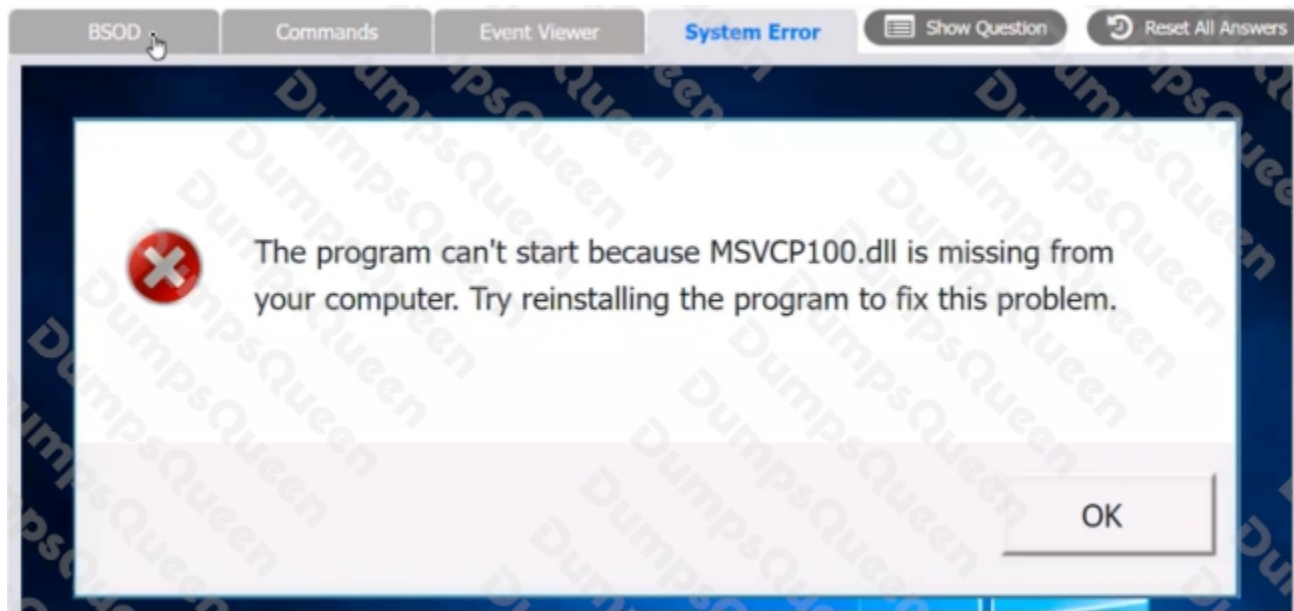 BSOD
Commands
Event Viewer
System Error
Show Question
Reset All Answers
The program can't start because MSVCP100.dll is missing from
your computer. Try reinstalling the program to fix this problem.
OK
DumpsQueen